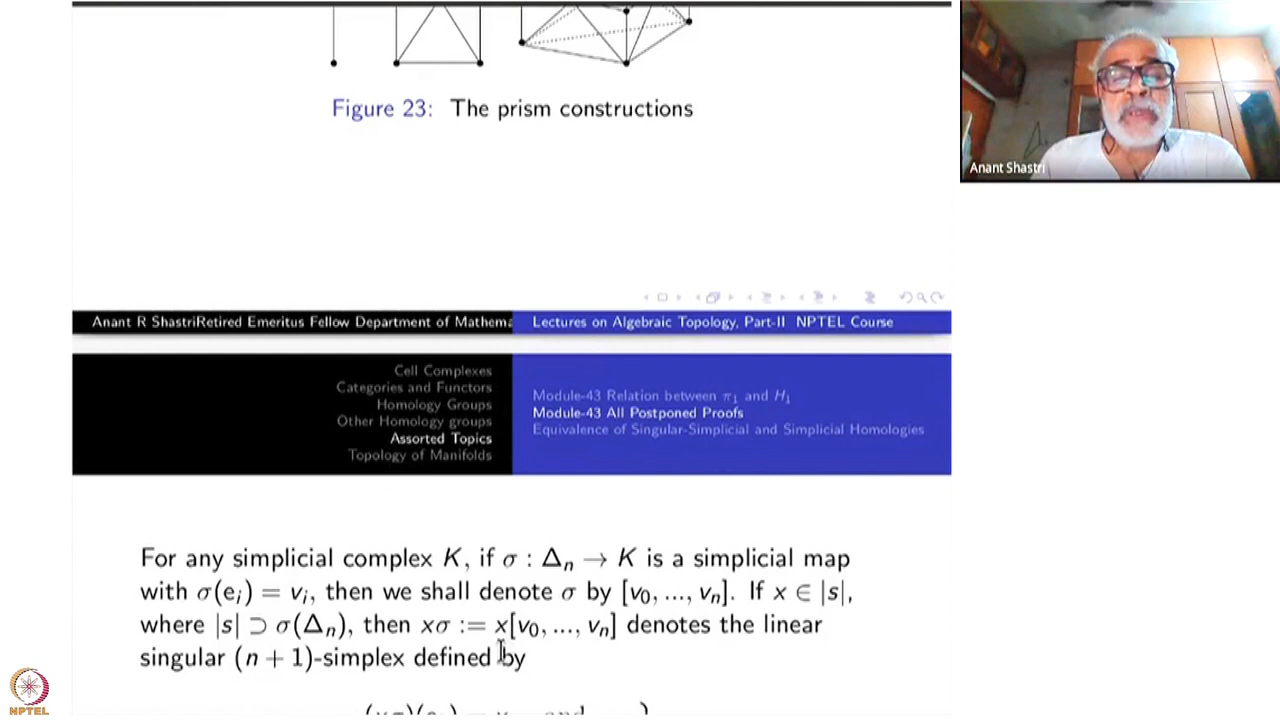 Figure 23: The prism constructions
Anant Shastri
Anant R ShastriRetired Emeritus Fellow Department of Mathema
Lectures on Algebraic Topology, Part-II NPTEL Course
Cell Complexes
Categories and Functors
Homology Groups
Other Homology groups
Assorted Topics
Topology of Manifolds
Module-43 Relation between π₁ and H₁
Module-43 All Postponed Proofs
Equivalence of Singular-Simplicial and Simplicial Homologies
For any simplicial complex K, if σ : Δₙ → K is a simplicial map
with σ(eᵢ) = vᵢ, then we shall denote σ by [v₀, ..., vₙ]. If x ∈ |s|,
where |s| ⊃ σ(Δₙ), then xσ := x[v₀, ..., vₙ] denotes the linear
singular (n + 1)-simplex defined by
NPTEL